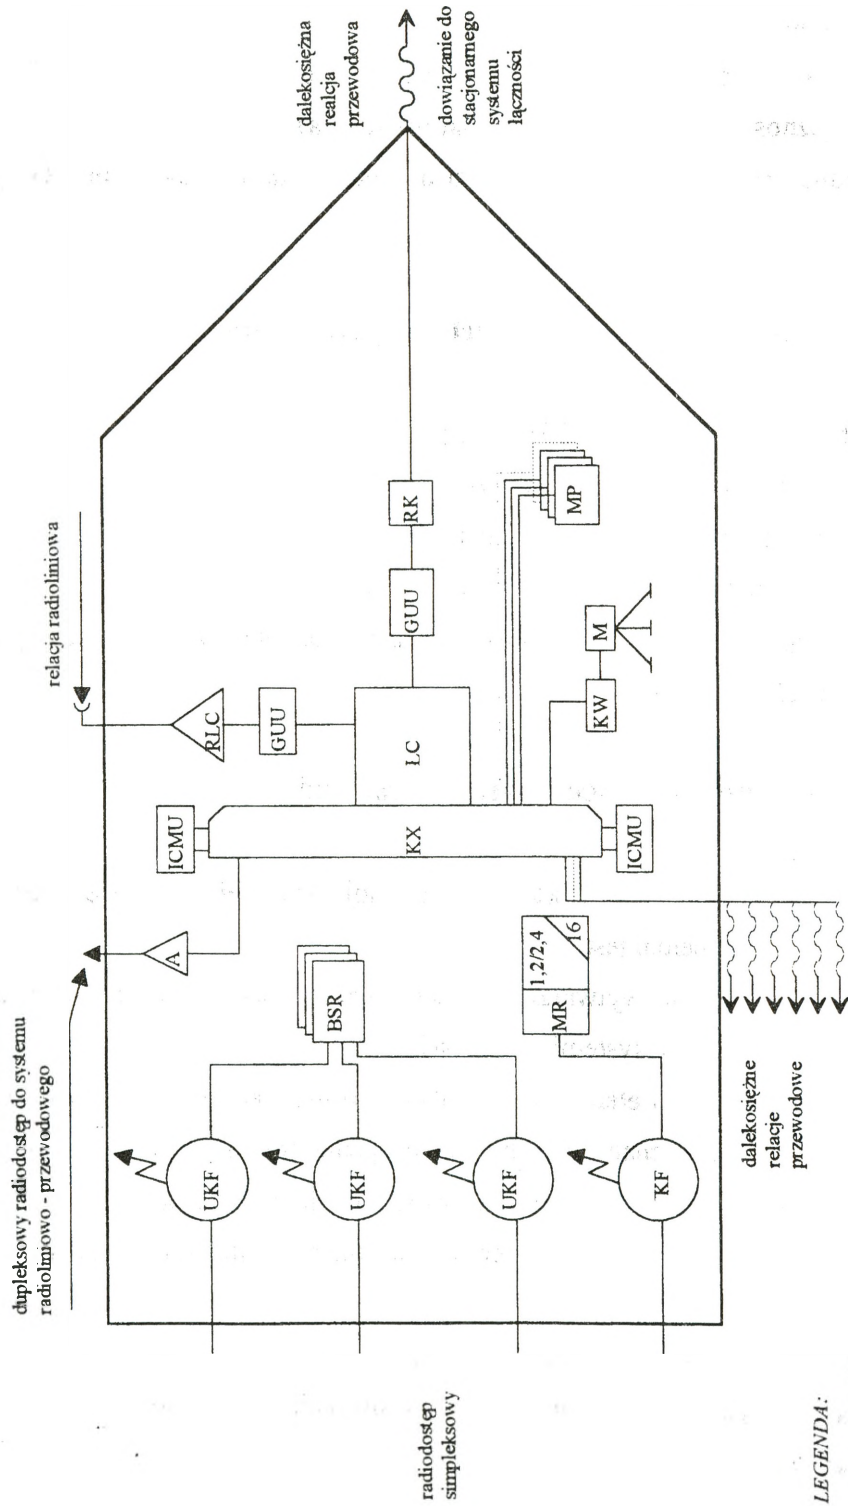 dupleksowy radiodostęp do systemu
radioliniowo - przewodowego
relacja radioliniowa
dalekosiężna
realcja
przewodowa
dowiązanie do
stacjonarnego
systemu
łączności
A
ICMU
RLC
GUU
UKF
BSR
UKF
KX
LC
GUU
RK
UKF
MR
1,2/2,4
16
KF
ICMU
KW
M
MP
radiodostęp
simpleksowy
dalekosiężne
relacje
przewodowe
LEGENDA: